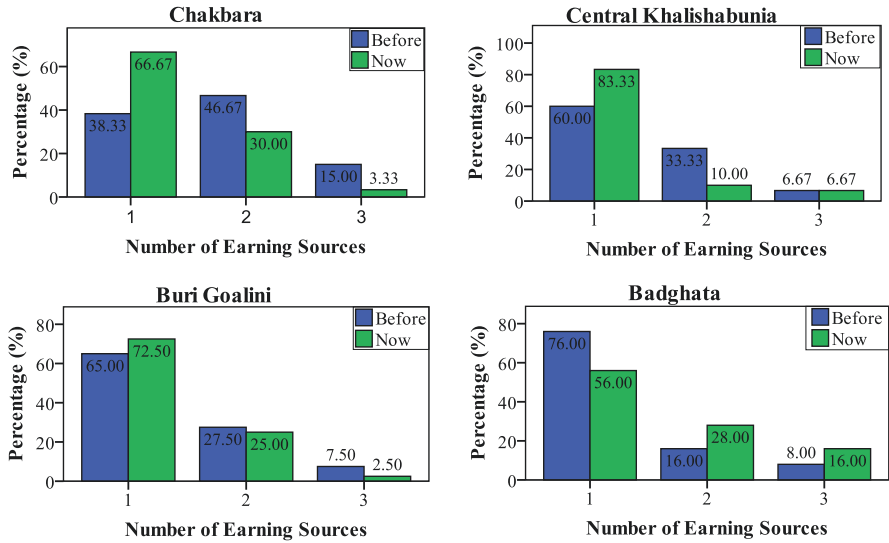 Chakbara
Before
Now
Percentage (%)
60
40
20
0
38.33
66.67
46.67
30.00
15.00
3.33
1 2 3
Number of Earning Sources
Central Khalishabunia
Before
Now
Percentage (%)
100
80
60
40
20
0
60.00
83.33
33.33
10.00
6.67
6.67
1 2 3
Number of Earning Sources
Buri Goalini
Before
Now
Percentage (%)
80
60
40
20
0
65.00
72.50
27.50
25.00
7.50
2.50
1 2 3
Number of Earning Sources
Badghata
Before
Now
Percentage (%)
80
60
40
20
0
76.00
56.00
16.00
28.00
8.00
16.00
1 2 3
Number of Earning Sources